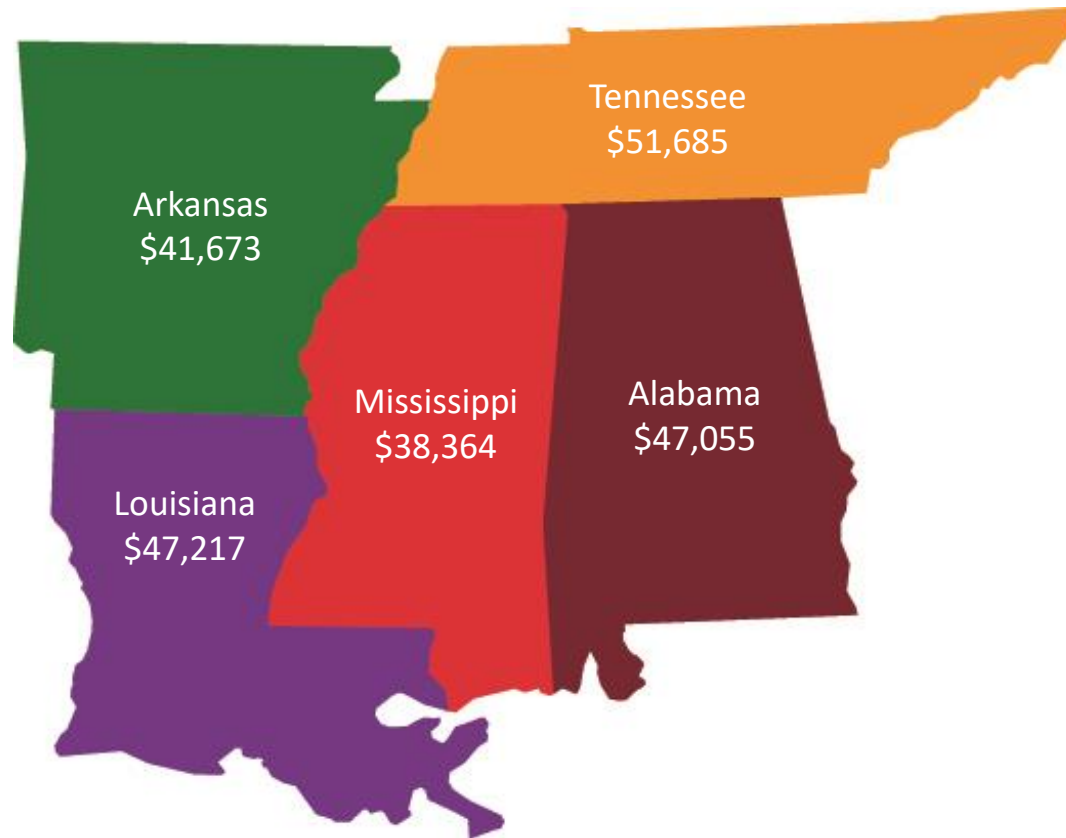 Tennessee
$51,685
Arkansas
$41,673
Mississippi
$38,364
Alabama
$47,055
Louisiana
$47,217